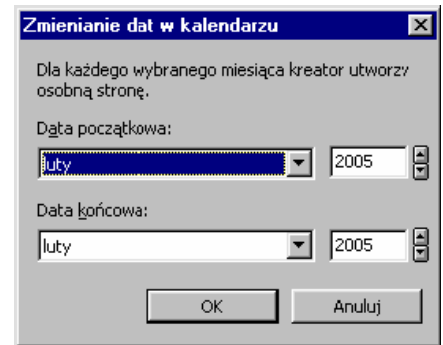 Zmienianie dat w kalendarzu
Dla każdego wybranego miesiąca kreator utworzy
osobną stronę.
Data początkowa:
luty 2005
Data końcowa:
luty 2005
OK Anuluj